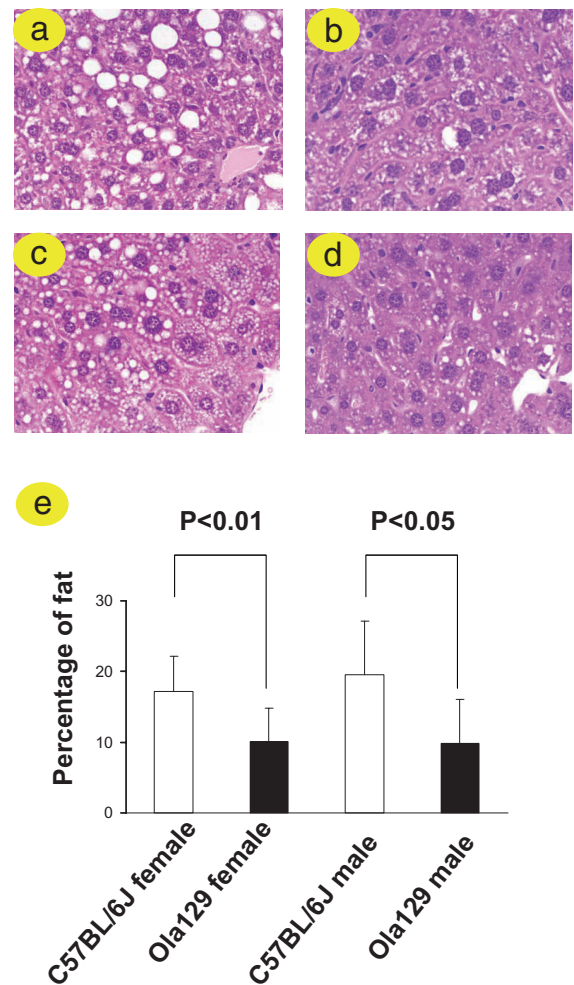 a
b
c
d
e
P<0.01
P<0.05
Percentage of fat
30
20
10
0
C57BL/6J female
Ola129 female
C57BL/6J male
Ola129 male